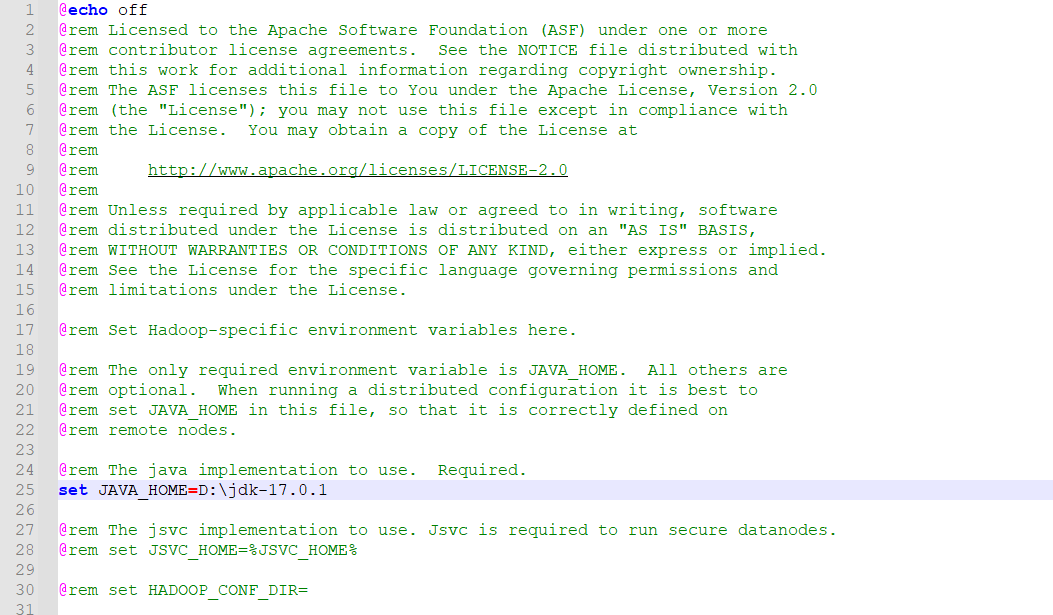 1 @echo off
2 @rem Licensed to the Apache Software Foundation (ASF) under one or more
3 @rem contributor license agreements.  See the NOTICE file distributed with
4 @rem this work for additional information regarding copyright ownership.
5 @rem The ASF licenses this file to You under the Apache License, Version 2.0
6 @rem (the "License"); you may not use this file except in compliance with
7 @rem the License.  You may obtain a copy of the License at
8 @rem
9 @rem     http://www.apache.org/licenses/LICENSE-2.0
10 @rem
11 @rem Unless required by applicable law or agreed to in writing, software
12 @rem distributed under the License is distributed on an "AS IS" BASIS,
13 @rem WITHOUT WARRANTIES OR CONDITIONS OF ANY KIND, either express or implied.
14 @rem See the License for the specific language governing permissions and
15 @rem limitations under the License.
16
17 @rem Set Hadoop-specific environment variables here.
18
19 @rem The only required environment variable is JAVA_HOME.  All others are
20 @rem optional.  When running a distributed configuration it is best to
21 @rem set JAVA_HOME in this file, so that it is correctly defined on
22 @rem remote nodes.
23
24 @rem The java implementation to use.  Required.
25 set JAVA_HOME=D:\jdk-17.0.1
26
27 @rem The jsvc implementation to use. Jsvc is required to run secure datanodes.
28 @rem set JSVC_HOME=%JSVC_HOME%
29
30 @rem set HADOOP_CONF_DIR=
31